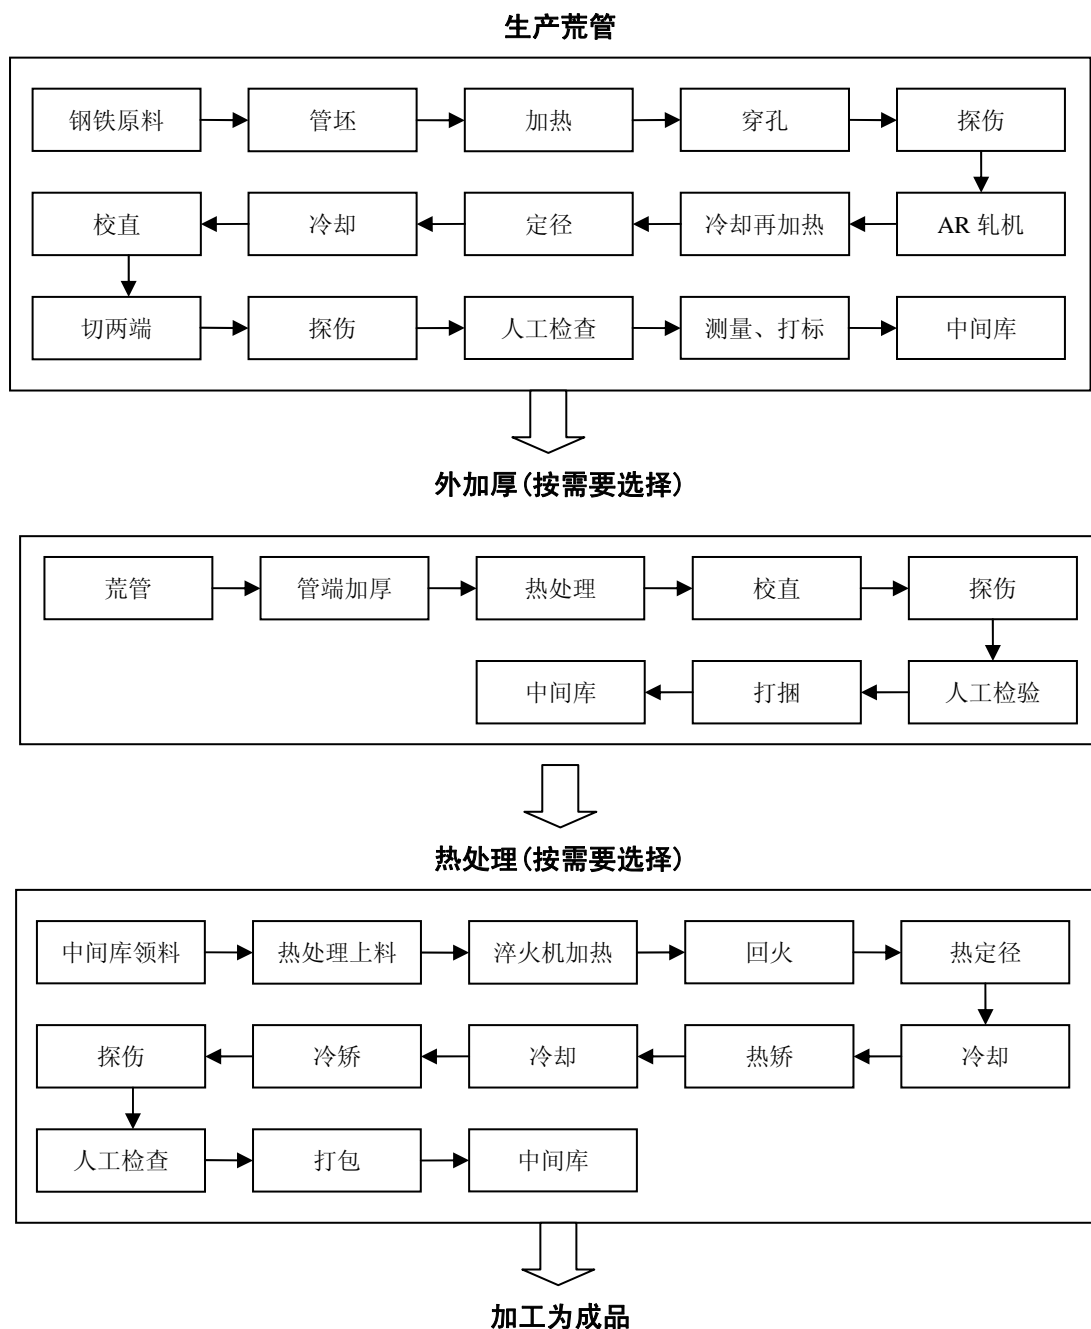 生产荒管
钢铁原料 管坯 加热 穿孔 探伤
校直 冷却 定径 冷却再加热 AR 轧机
切两端 探伤 人工检查 测量、打标 中间库
外加厚(按需要选择)
荒管 管端加厚 热处理 校直 探伤
中间库 打捆 人工检验
热处理(按需要选择)
中间库领料 热处理上料 淬火机加热 回火 热定径
探伤 冷矫 冷却 热矫 冷却
人工检查 打包 中间库
加工为成品